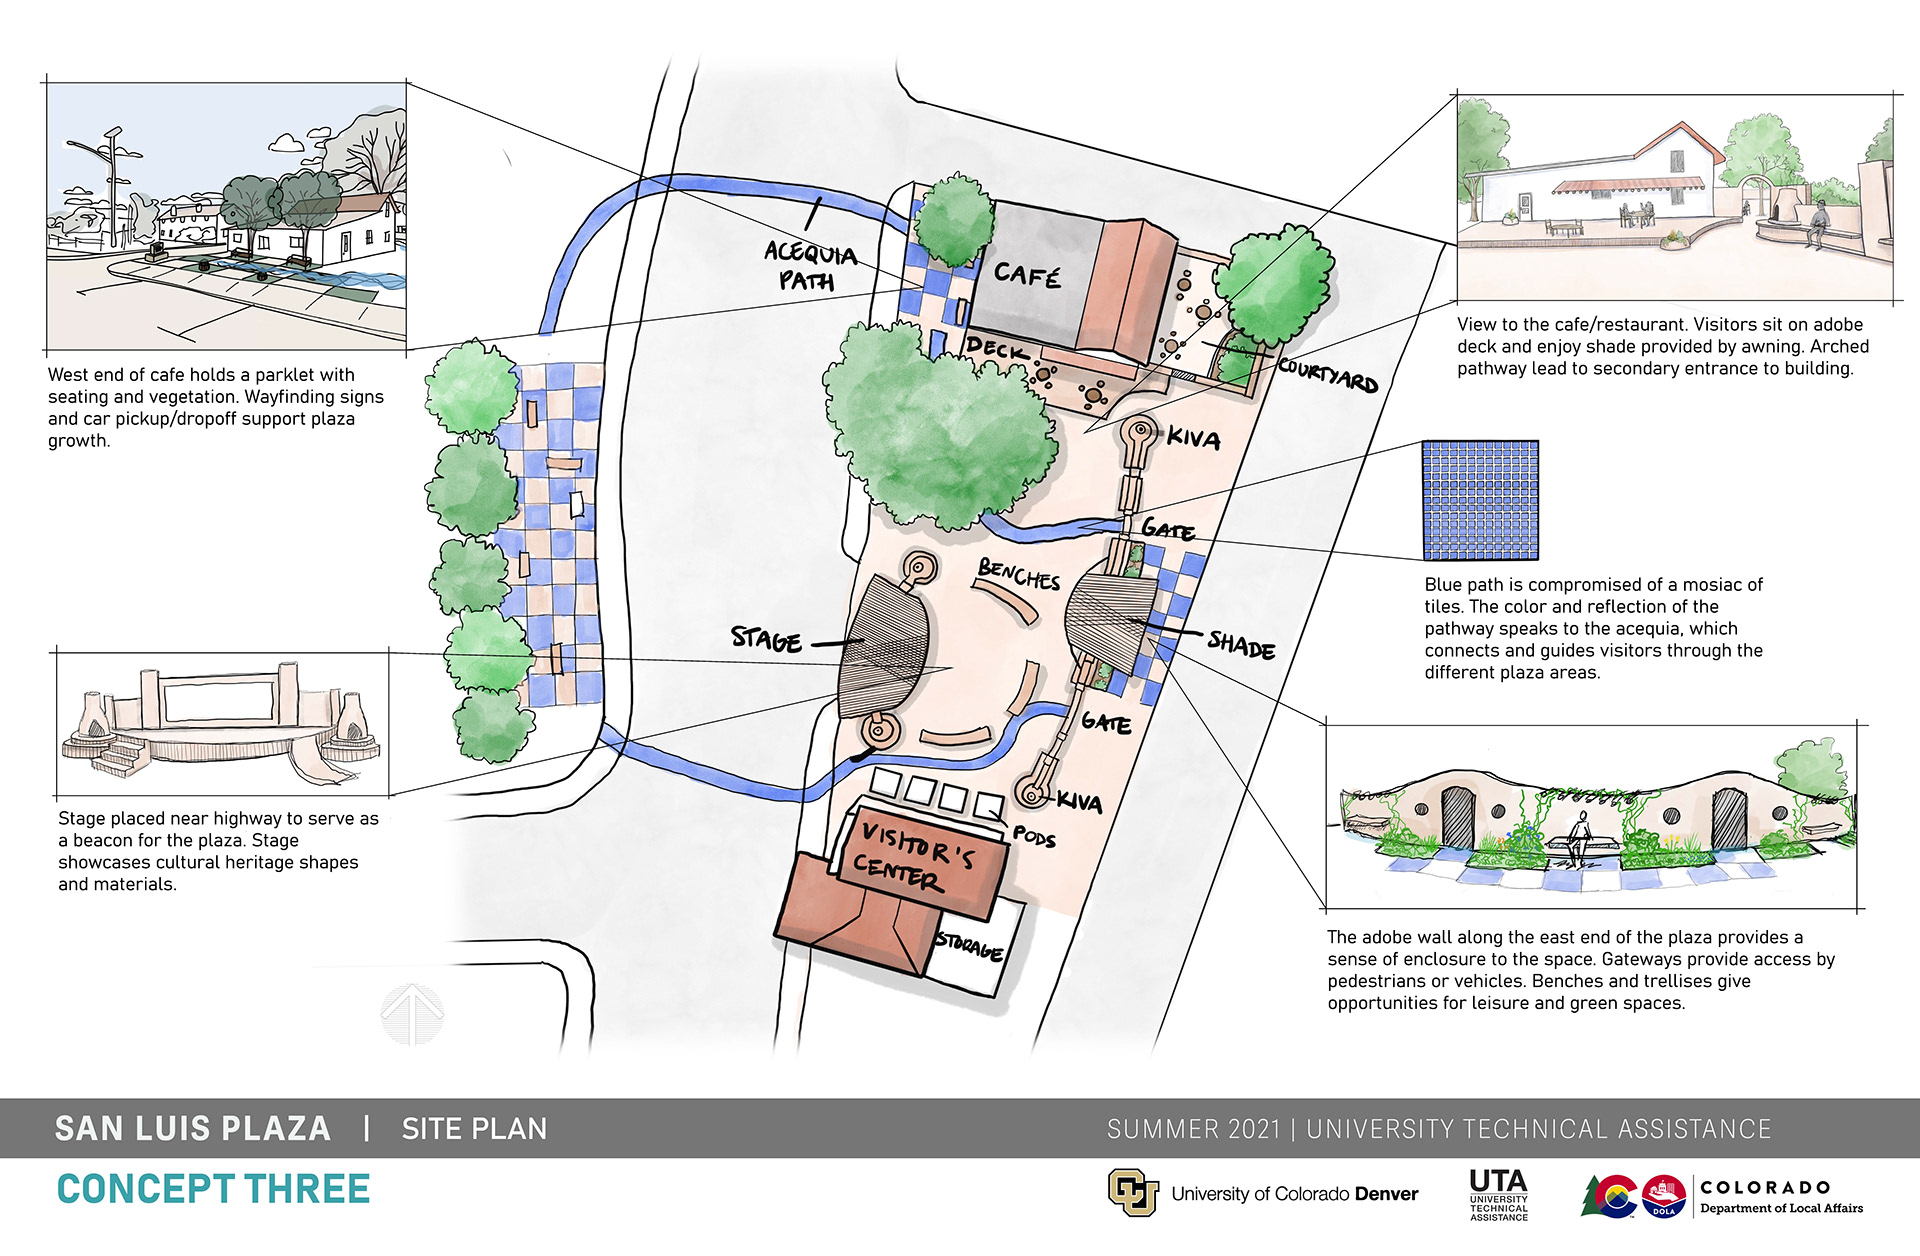 West end of cafe holds a parklet with
seating and vegetation. Wayfinding signs
and car pickup/dropoff support plaza
growth.
Stage placed near highway to serve as
a beacon for the plaza. Stage
showcases cultural heritage shapes
and materials.
ACEQUIA
PATH
CAFÉ
DECK
COURTYARD
KIVA
GATE
BENCHES
STAGE
SHADE
GATE
KIVA
PODS
VISITOR'S
CENTER
STORAGE
View to the cafe/restaurant. Visitors sit on adobe
deck and enjoy shade provided by awning. Arched
pathway lead to secondary entrance to building.
Blue path is compromised of a mosiac of
tiles. The color and reflection of the
pathway speaks to the acequia, which
connects and guides visitors through the
different plaza areas.
The adobe wall along the east end of the plaza provides a
sense of enclosure to the space. Gateways provide access by
pedestrians or vehicles. Benches and trellises give
opportunities for leisure and green spaces.
SAN LUIS PLAZA | SITE PLAN
SUMMER 2021 | UNIVERSITY TECHNICAL ASSISTANCE
CONCEPT THREE
CU
University of Colorado Denver
UTA
UNIVERSITY
TECHNICAL
ASSISTANCE
C
DOLA
COLORADO
Department of Local Affairs